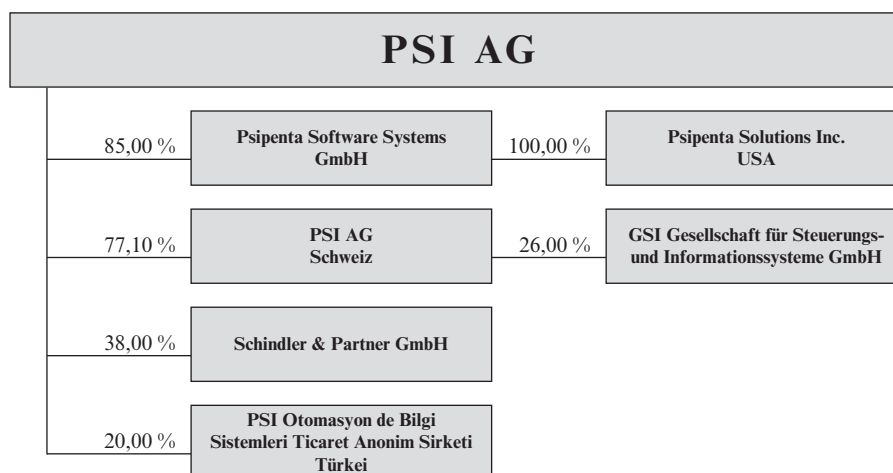 PSI AG
85,00 %
Psipenta Software Systems
GmbH
100,00 %
Psipenta Solutions Inc.
USA
77,10 %
PSI AG
Schweiz
26,00 %
GSI Gesellschaft für Steuerungs-
und Informationssysteme GmbH
38,00 %
Schindler & Partner GmbH
20,00 %
PSI Otomasyon de Bilgi
Sistemleri Ticaret Anonim Sirketi
Türkei